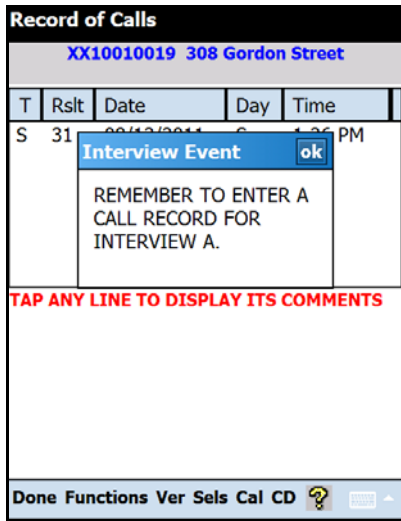 Record of Calls
XX10010019 308 Gordon Street
T Rslt Date Day Time
S 31 PM
Interview Event ok
REMEMBER TO ENTER A
CALL RECORD FOR
INTERVIEW A.
TAP ANY LINE TO DISPLAY ITS COMMENTS
Done Functions Ver Sels Cal CD ?